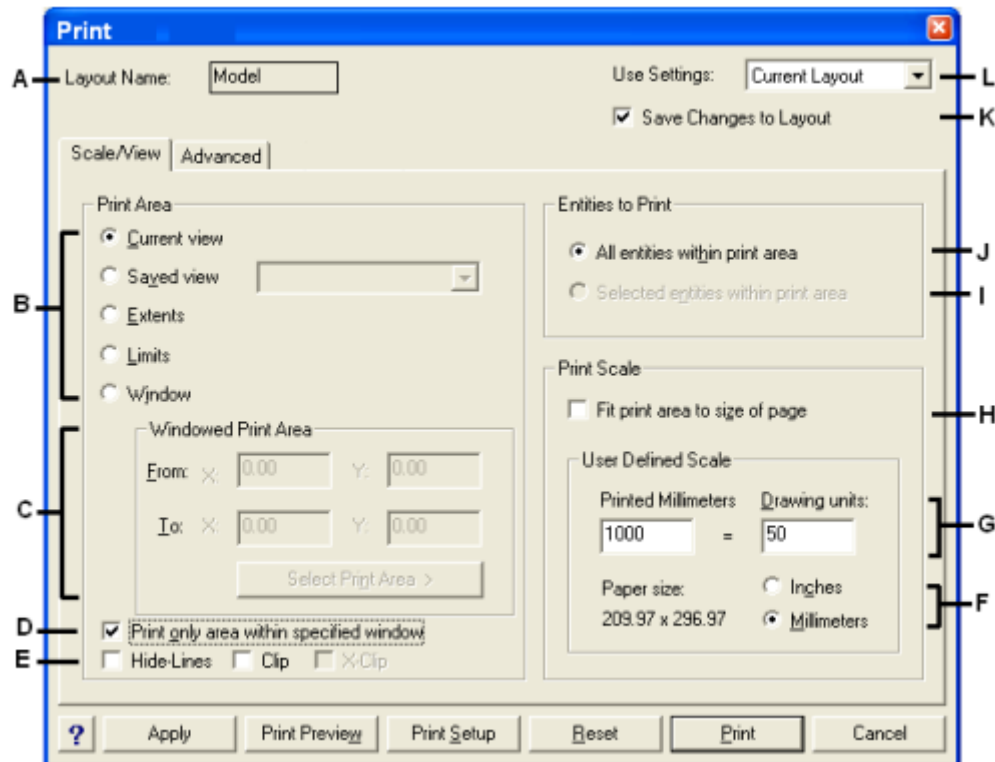 Print
A Layout Name: Model Use Settings: Current Layout L
Save Changes to Layout K
Scale/View Advanced
Print Area Entities to Print
Current view
All entities within print area J
Saved view
B Selected entities within print area I
Extents
Limits
Print Scale
Window
Fit print area to size of page H
Windowed Print Area
User Defined Scale
From: X: 0.00 Y: 0.00
Printed Millimeters Drawing units:
C To: X: 0.00 Y: 0.00
1000 = 50 G
Select Print Area >
Paper size: Inches
F
209.97 x 296.97 Millimeters
D Print only area within specified window
E Hide-Lines Clip X-Clip
? Apply Print Preview Print Setup Reset Print Cancel